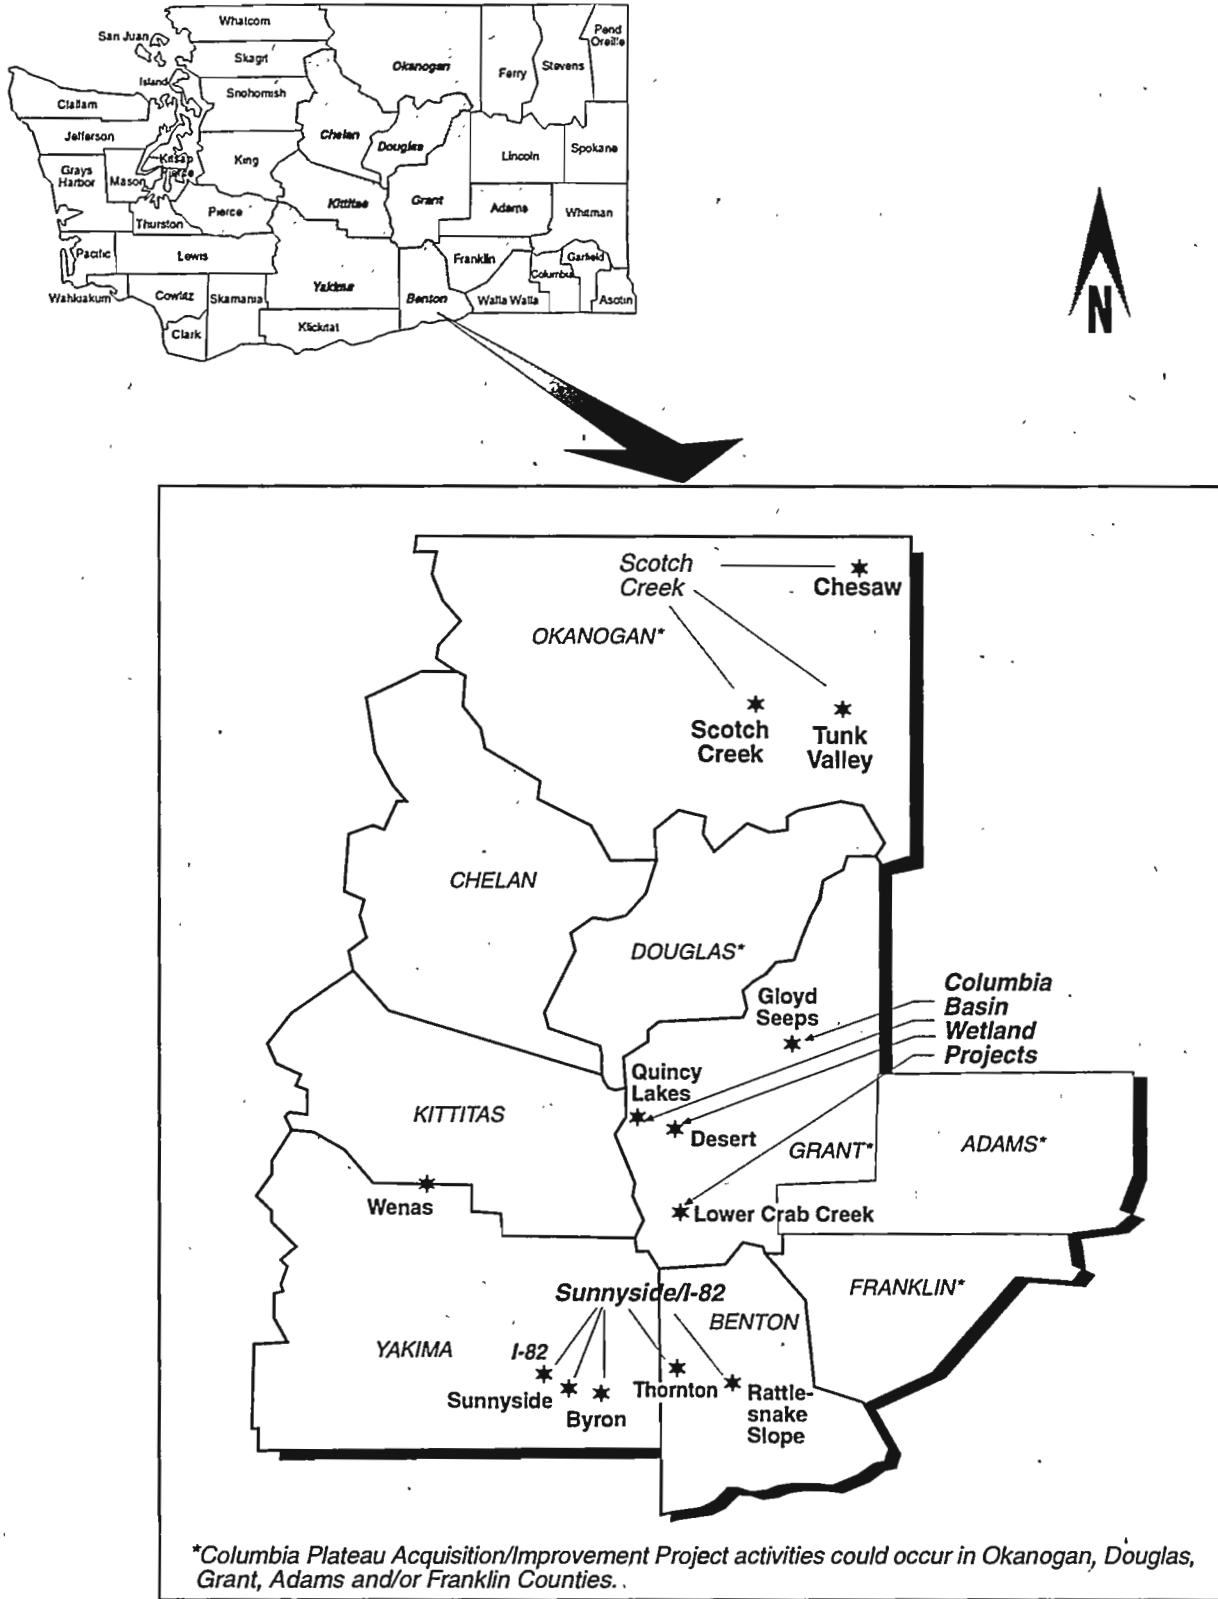 Whatcom
San Juan
Skagit
Okanogan
Ferry
Stevens
Pend
Oreille
Island
Snohomish
Clallam
Jefferson
Chelan
Douglas
Lincoln
Spokane
Kitsap
King
Grays
Harbor
Mason
Pierce
Kittitas
Grant
Adams
Whitman
Thurston
Pierce
Pacific
Lewis
Franklin
Garfield
Columbia
Yakima
Benton
Walla Walla
Asotin
Wahkiakum
Cowlitz
Skamania
Clark
Klickitat
N
Scotch
Creek
Chesaw
OKANOGAN*
Scotch
Creek
Tunk
Valley
CHELAN
DOUGLAS*
Gloyd
Seeps
Columbia
Basin
Wetland
Projects
Quincy
Lakes
Desert
KITTITAS
GRANT*
ADAMS*
Wenas
Lower Crab Creek
Sunnyside/I-82
BENTON
FRANKLIN*
YAKIMA
I-82
Sunnyside
Byron
Thornton
Rattle-
snake
Slope
*Columbia Plateau Acquisition/Improvement Project activities could occur in Okanogan, Douglas,
Grant, Adams and/or Franklin Counties.